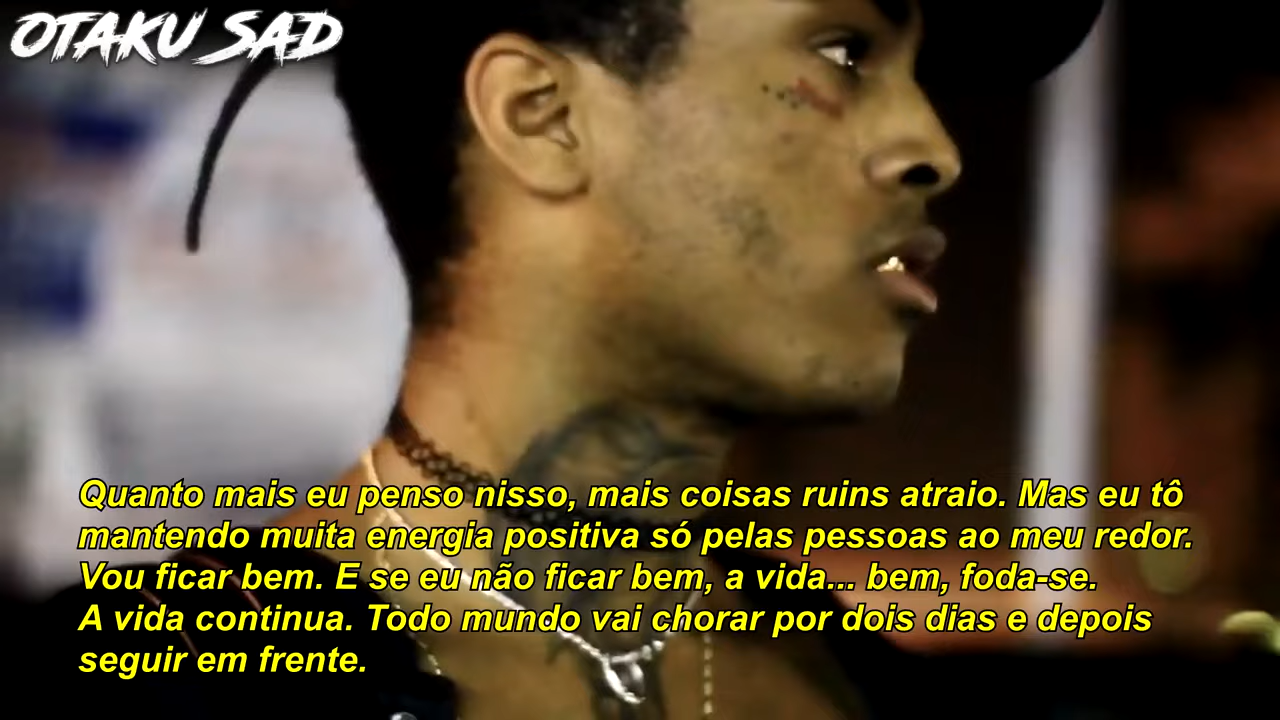 OTAKU SAD
Quanto mais eu penso nisso, mais coisas ruins atraio. Mas eu tô
mantendo muita energia positiva só pelas pessoas ao meu redor.
Vou ficar bem. E se eu não ficar bem, a vida... bem, foda-se.
A vida continua. Todo mundo vai chorar por dois dias e depois
seguir em frente.